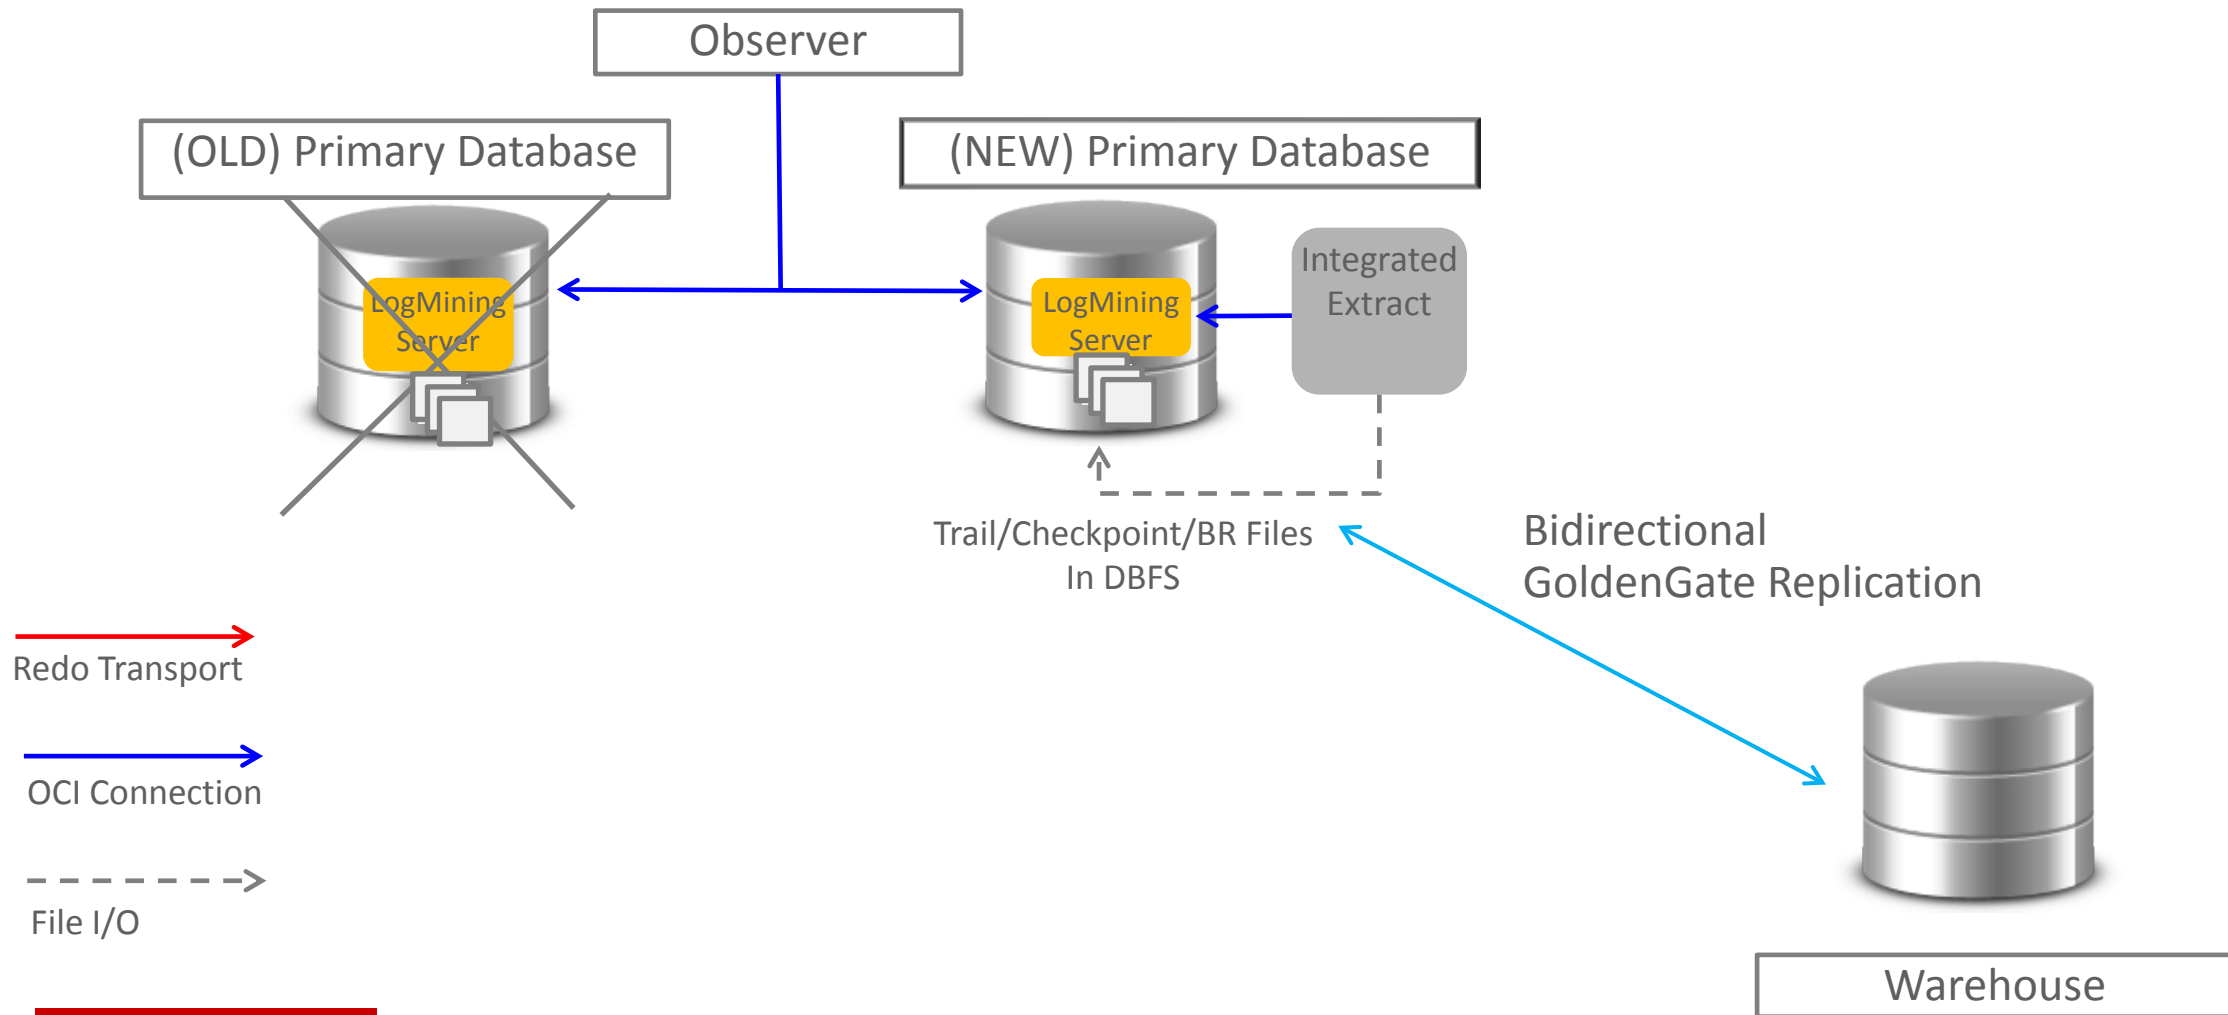 Observer
(OLD) Primary Database
(NEW) Primary Database
LogMining
Server
LogMining
Server
Integrated
Extract
Trail/Checkpoint/BR Files
In DBFS
Bidirectional
GoldenGate Replication
Redo Transport
OCI Connection
File I/O
Warehouse